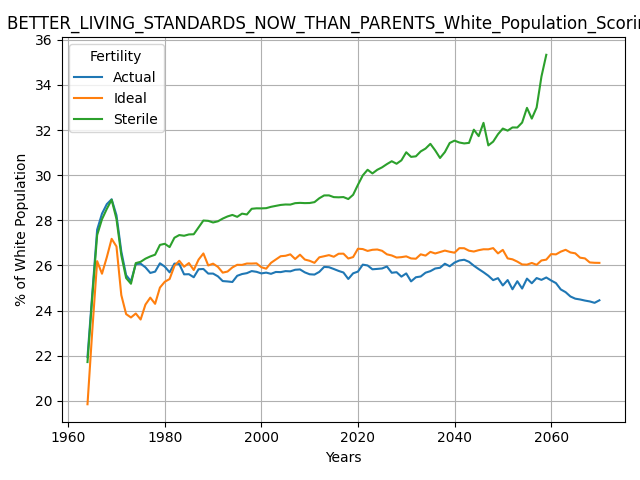 BETTER_LIVING_STANDARDS_NOW_THAN_PARENTS_White_Population_Scori
36
34
32
30
28
26
24
22
20
% of White Population
Fertility
Actual
Ideal
Sterile
1960
1980
2000
2020
2040
2060
Years